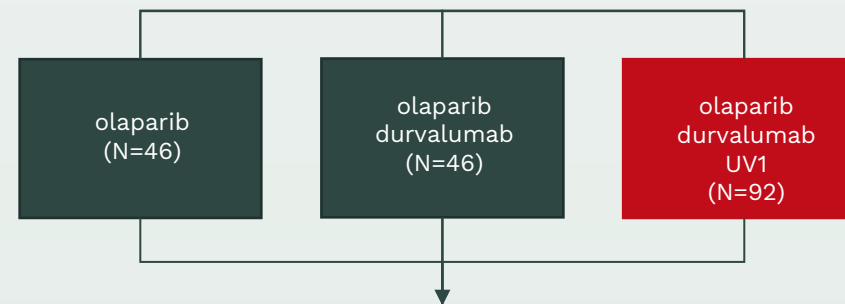 olaparib
(N=46)
olaparib
durvalumab
(N=46)
olaparib
durvalumab
UV1
(N=92)